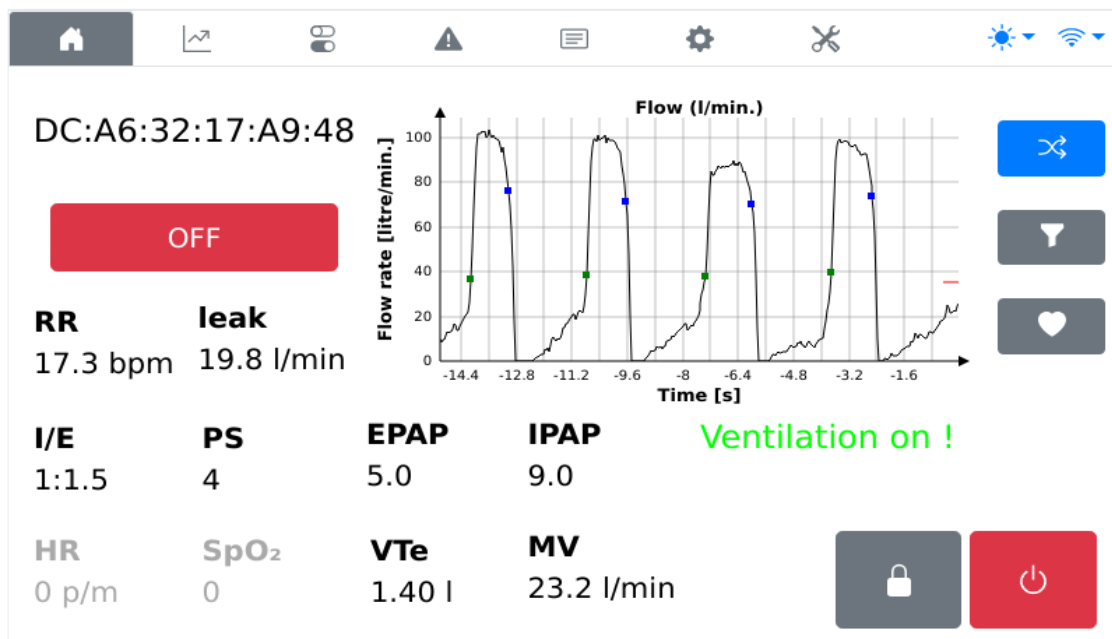 DC:A6:32:17:A9:48
OFF
RR
17.3 bpm
leak
19.8 l/min
Flow (l/min.)
Flow rate [litre/min.]
100
80
60
40
20
0
-14.4 -12.8 -11.2 -9.6 -8 -6.4 -4.8 -3.2 -1.6
Time [s]
I/E
1:1.5
PS
4
EPAP
5.0
IPAP
9.0
Ventilation on !
HR
0 p/m
SpO₂
0
VTe
1.40 l
MV
23.2 l/min